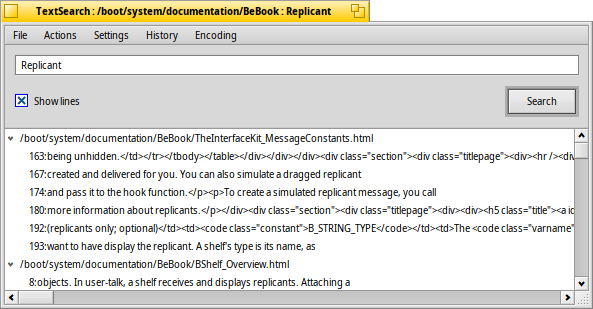 TextSearch : /boot/system/documentation/BeBook : Replicant
File Actions Settings History Encoding
Replicant
Show lines
Search
/boot/system/documentation/BeBook/TheInterfaceKit_MessageConstants.html
163:being unhidden.</td></tr></tbody></table></div></div></div><div class="section"><div class="titlepage"><div><hr /><div
167:created and delivered for you. You can also simulate a dragged replicant
174:and pass it to the hook function.</p><p>To create a simulated replicant message, you call
180:more information about replicants.</p></div><div class="section"><div class="titlepage"><div><div><h5 class="title"><a id
192:(replicants only; optional)</td><td><code class="constant">B_STRING_TYPE</code></td><td>The <code class="varname"
193:want to have display the replicant. A shelf's type is its name, as
/boot/system/documentation/BeBook/BShelf_Overview.html
8:objects. In user-talk, a shelf receives and displays replicants. Attaching a